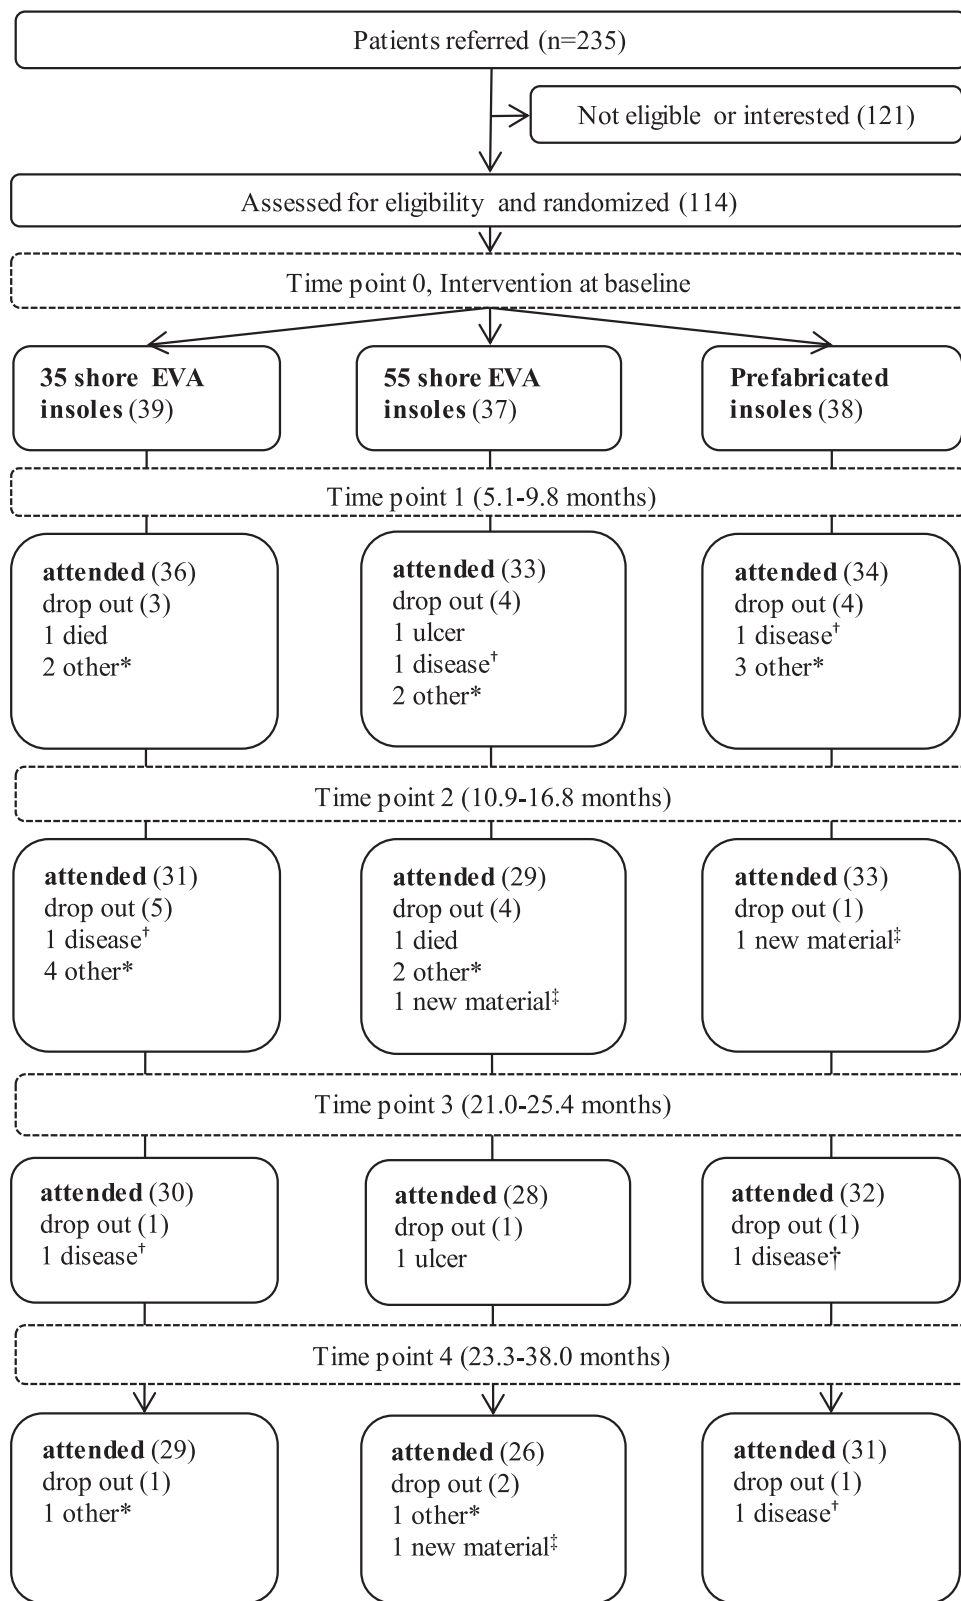 Patients referred (n=235)
Not eligible or interested (121)
Assessed for eligibility and randomized (114)
Time point 0, Intervention at baseline
35 shore EVA
insoles (39)
55 shore EVA
insoles (37)
Prefabricated
insoles (38)
Time point 1 (5.1-9.8 months)
attended (36)
drop out (3)
1 died
2 other*
attended (33)
drop out (4)
1 ulcer
1 disease†
2 other*
attended (34)
drop out (4)
1 disease†
3 other*
Time point 2 (10.9-16.8 months)
attended (31)
drop out (5)
1 disease†
4 other*
attended (29)
drop out (4)
1 died
2 other*
1 new material‡
attended (33)
drop out (1)
1 new material‡
Time point 3 (21.0-25.4 months)
attended (30)
drop out (1)
1 disease†
attended (28)
drop out (1)
1 ulcer
attended (32)
drop out (1)
1 disease†
Time point 4 (23.3-38.0 months)
attended (29)
drop out (1)
1 other*
attended (26)
drop out (2)
1 other*
1 new material‡
attended (31)
drop out (1)
1 disease†